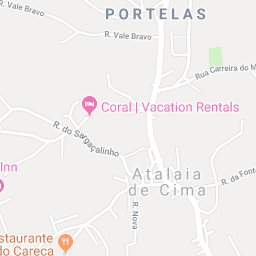 PORTELAS
R. Vale Bravo
R. Vale Bravo
Rua Carreira do M
Coral | Vacation Rentals
R. do Sargaçalinho
Inn
Atalaia
de Cima
R. da Fonte
R. Nova
estaurante
do Careca